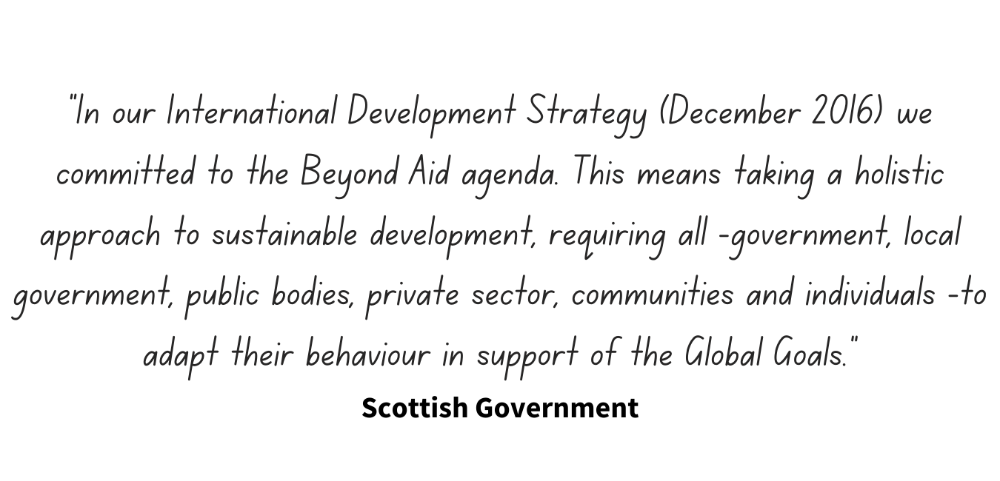 "In our International Development Strategy (December 2016) we
committed to the Beyond Aid agenda. This means taking a holistic
approach to sustainable development, requiring all -government, local
government, public bodies, private sector, communities and individuals -to
adapt their behaviour in support of the Global Goals."
Scottish Government